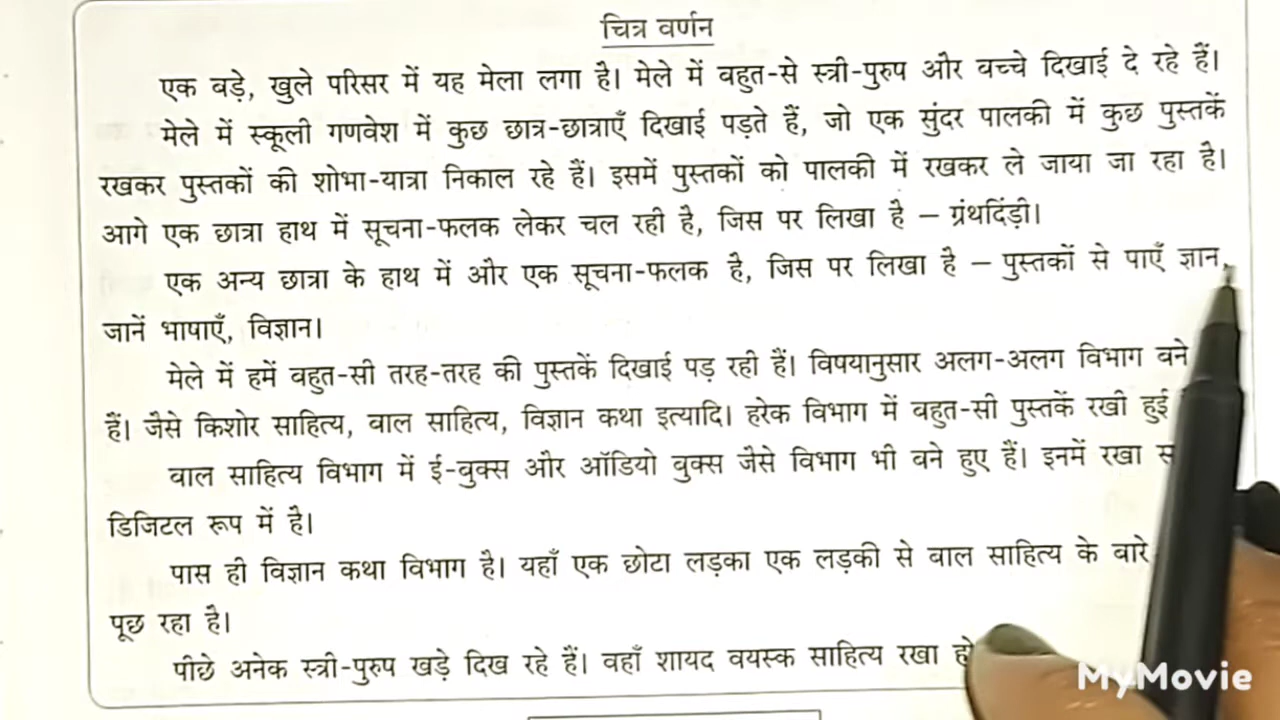 चित्र वर्णन
एक बड़े, खुले परिसर में यह मेला लगा है। मेले में बहुत-से स्त्री-पुरुष और बच्चे दिखाई दे रहे हैं।
मेले में स्कूली गणवेश में कुछ छात्र-छात्राएँ दिखाई पड़ते हैं, जो एक सुंदर पालकी में कुछ पुस्तकें
रखकर पुस्तकों की शोभा-यात्रा निकाल रहे हैं। इसमें पुस्तकों को पालकी में रखकर ले जाया जा रहा है।
आगे एक छात्रा हाथ में सूचना-फलक लेकर चल रही है, जिस पर लिखा है – ग्रंथदिंड़ी।
एक अन्य छात्रा के हाथ में और एक सूचना-फलक है, जिस पर लिखा है – पुस्तकों से पाएँ ज्ञान,
जानें भाषाएँ, विज्ञान।
मेले में हमें बहुत-सी तरह-तरह की पुस्तकें दिखाई पड़ रही हैं। विषयानुसार अलग-अलग विभाग बने
हैं। जैसे किशोर साहित्य, बाल साहित्य, विज्ञान कथा इत्यादि। हरेक विभाग में बहुत-सी पुस्तकें रखी हुई
बाल साहित्य विभाग में ई-बुक्स और ऑडियो बुक्स जैसे विभाग भी बने हुए हैं। इनमें रखा
डिजिटल रूप में है।
पास ही विज्ञान कथा विभाग है। यहाँ एक छोटा लड़का एक लड़की से बाल साहित्य के बारे
पूछ रहा है।
पीछे अनेक स्त्री-पुरुष खड़े दिख रहे हैं। वहाँ शायद वयस्क साहित्य रखा
MyMovie